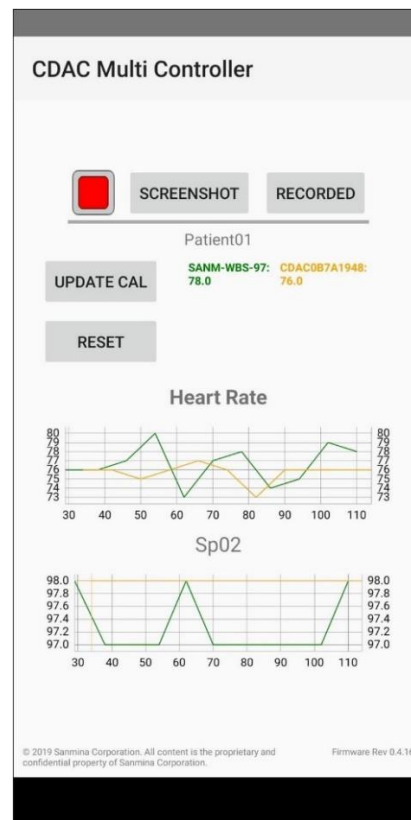 CDAC Multi Controller
SCREENSHOT RECORDED
Patient01
UPDATE CAL
SANM-WBS-97: CDAC0B7A1948:
78.0 76.0
RESET
Heart Rate
80 80
79 79
78 78
77 77
76 76
75 75
74 74
73 73
30 40 50 60 70 80 90 100 110
Sp02
98.0 98.0
97.8 97.8
97.6 97.6
97.4 97.4
97.2 97.2
97.0 97.0
30 40 50 60 70 80 90 100 110
© 2019 Sanmina Corporation. All content is the proprietary and Firmware Rev 0.4.16
confidential property of Sanmina Corporation.